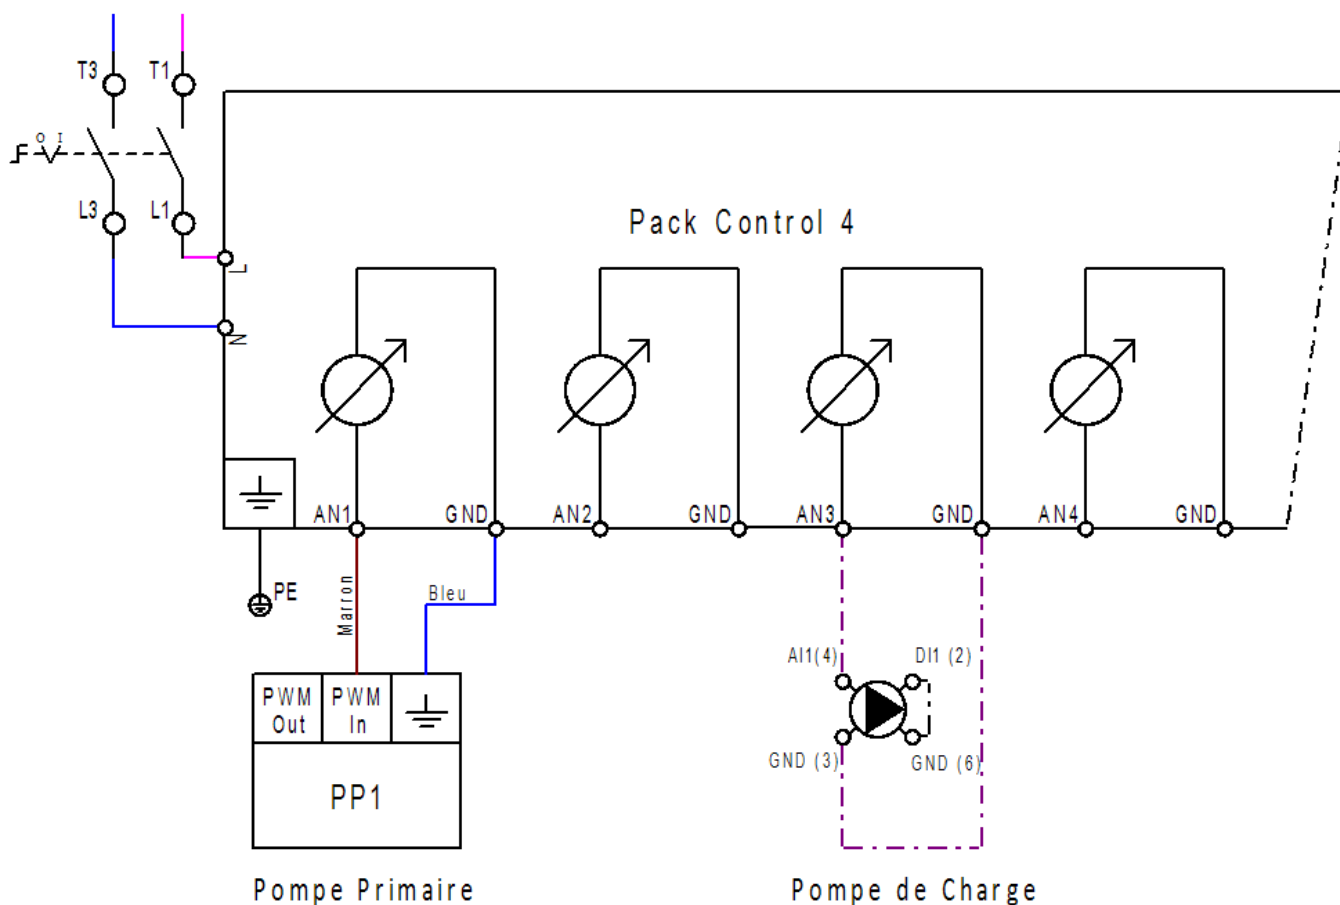 T3 T1
O I
L3 L1
Pack Control 4
L
N
AN1 GND AN2 GND AN3 GND AN4 GND
PE
Marron
Bleu
AI1(4) DI1 (2)
PWM Out
PWM In
GND (3) GND (6)
PP1
Pompe Primaire
Pompe de Charge